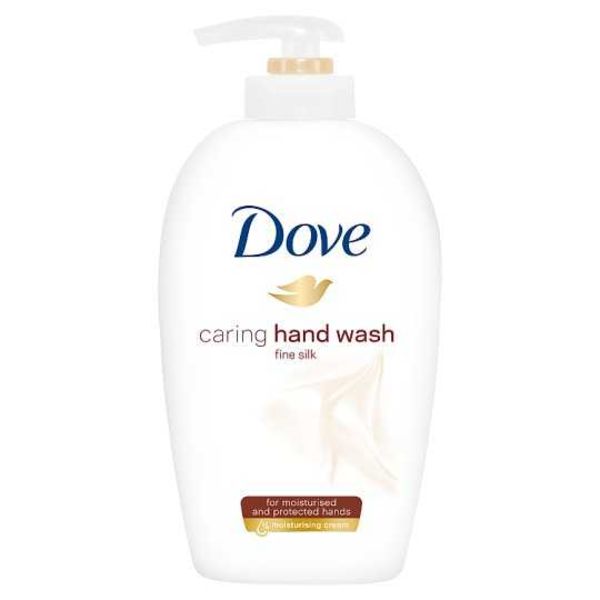 Dove
caring hand wash
fine silk
for moisturised
and protected hands
¼ moisturising cream